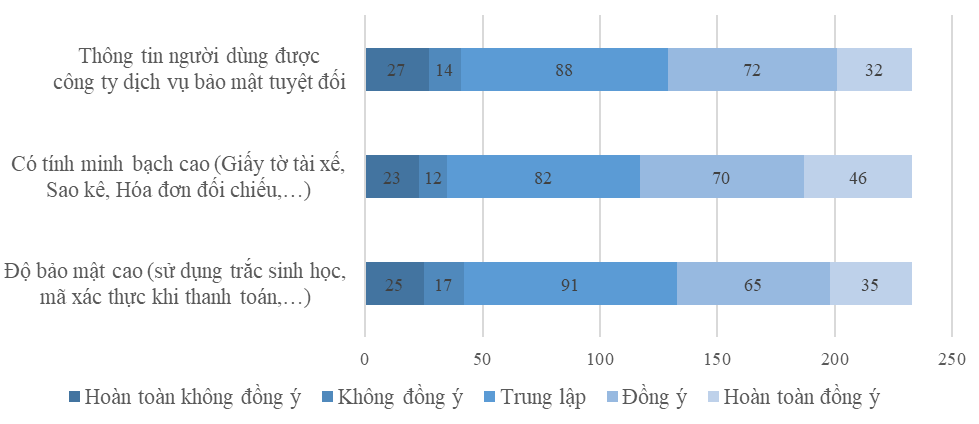 Thông tin người dùng được
công ty dịch vụ bảo mật tuyệt đối
27 14 88 72 32
Có tính minh bạch cao (Giấy tờ tài xế,
Sao kê, Hóa đơn đối chiếu,…)
23 12 82 70 46
Độ bảo mật cao (sử dụng trắc sinh học,
mã xác thực khi thanh toán,…)
25 17 91 65 35
0 50 100 150 200 250
Hoàn toàn không đồng ý Không đồng ý Trung lập Đồng ý Hoàn toàn đồng ý